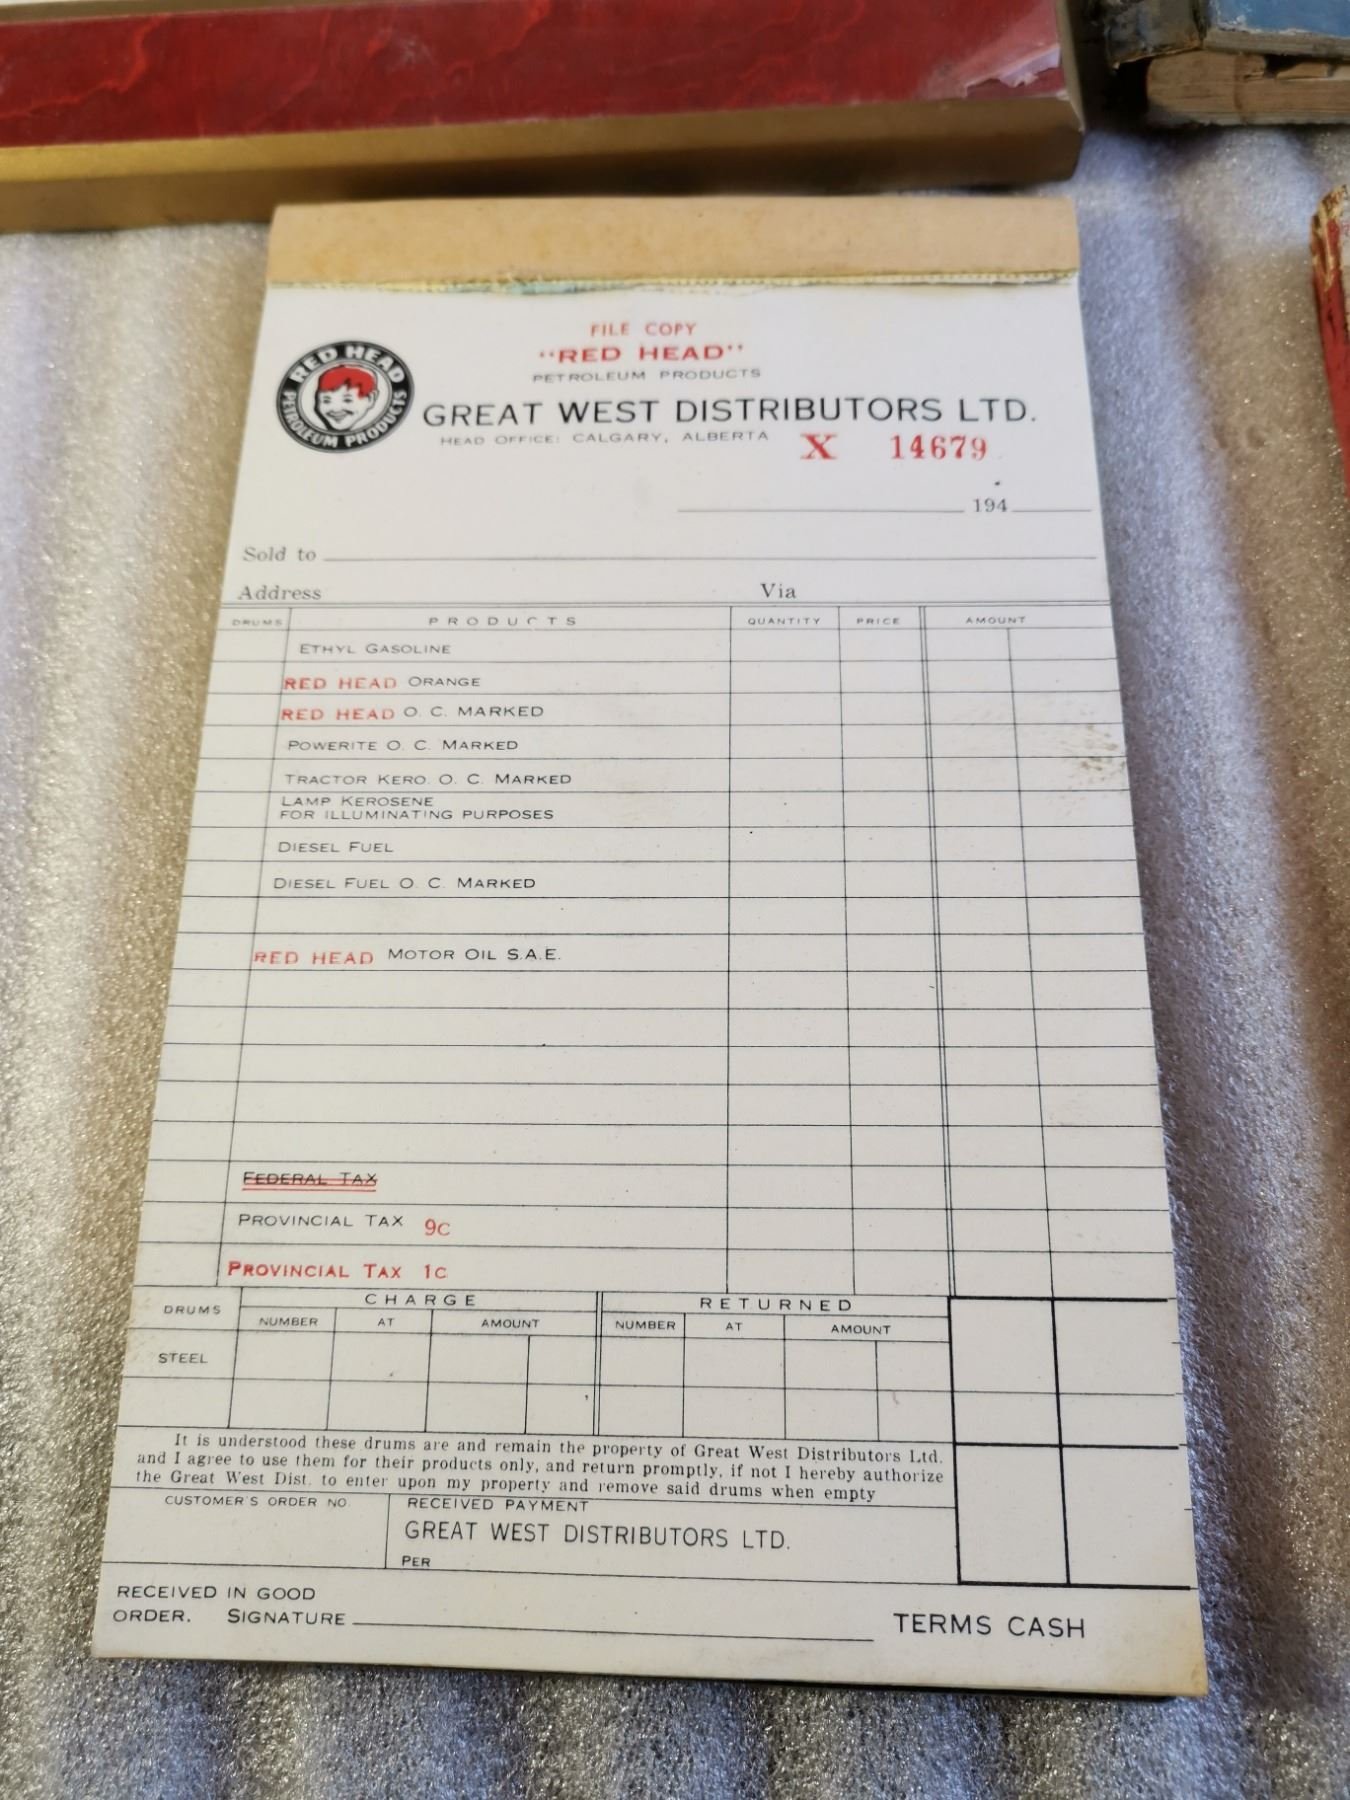 FILE COPY
"RED HEAD"
PETROLEUM PRODUCTS
RED HEAD PETROLEUM PRODUCTS
GREAT WEST DISTRIBUTORS LTD.
HEAD OFFICE: CALGARY, ALBERTA
X 14679
194
Sold to
Address Via
DRUMS PRODUCTS QUANTITY PRICE AMOUNT
ETHYL GASOLINE
RED HEAD ORANGE
RED HEAD O. C. MARKED
POWERITE O. C. MARKED
TRACTOR KERO. O. C. MARKED
LAMP KEROSENE
FOR ILLUMINATING PURPOSES
DIESEL FUEL
DIESEL FUEL O. C. MARKED
RED HEAD MOTOR OIL S.A.E.
FEDERAL TAX
PROVINCIAL TAX 9c
PROVINCIAL TAX 1c
DRUMS CHARGE RETURNED
NUMBER AT AMOUNT NUMBER AT AMOUNT
STEEL
It is understood these drums are and remain the property of Great West Distributors Ltd.
and I agree to use them for their products only, and return promptly, if not I hereby authorize
the Great West Dist. to enter upon my property and remove said drums when empty
CUSTOMER'S ORDER NO. RECEIVED PAYMENT
GREAT WEST DISTRIBUTORS LTD.
PER
RECEIVED IN GOOD
ORDER. SIGNATURE TERMS CASH